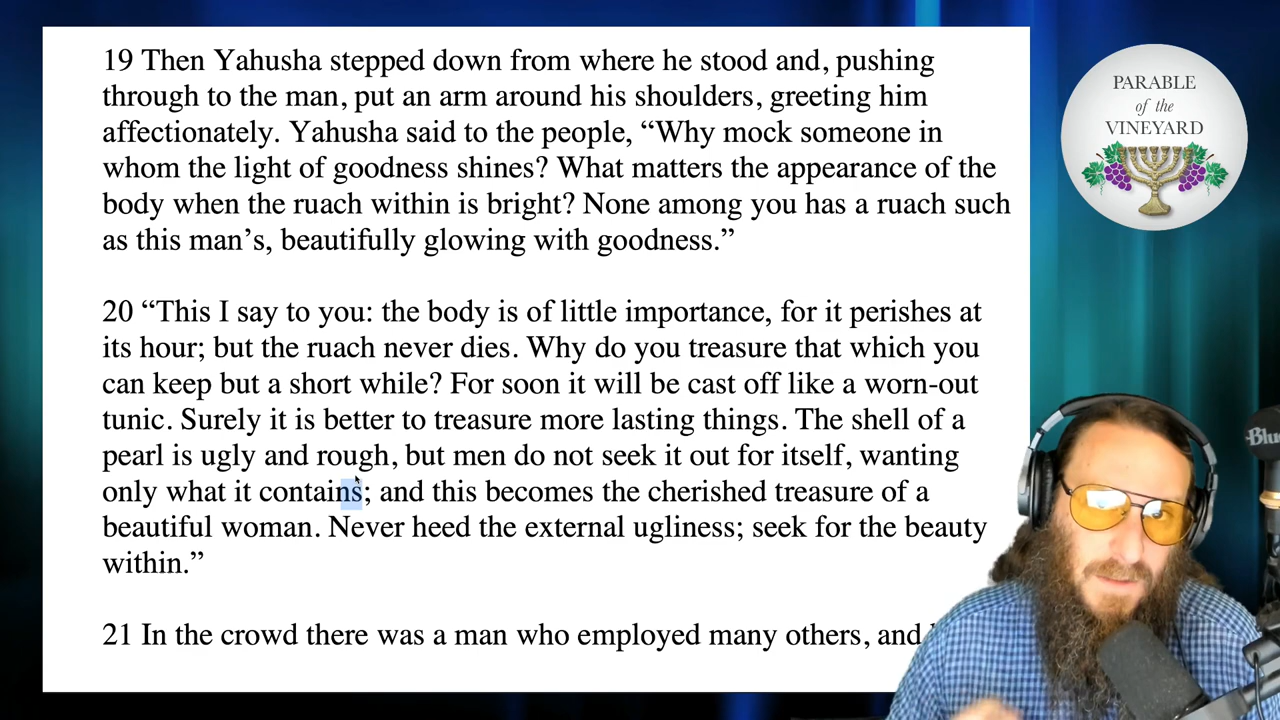 19 Then Yahusha stepped down from where he stood and, pushing
through to the man, put an arm around his shoulders, greeting him
affectionately. Yahusha said to the people, “Why mock someone in
whom the light of goodness shines? What matters the appearance of the
body when the ruach within is bright? None among you has a ruach such
as this man’s, beautifully glowing with goodness.”
20 “This I say to you: the body is of little importance, for it perishes at
its hour; but the ruach never dies. Why do you treasure that which you
can keep but a short while? For soon it will be cast off like a worn-out
tunic. Surely it is better to treasure more lasting things. The shell of a
pearl is ugly and rough, but men do not seek it out for itself, wanting
only what it contains; and this becomes the cherished treasure of a
beautiful woman. Never heed the external ugliness; seek for the beauty
within.”
21 In the crowd there was a man who employed many others, and
PARABLE
of the
VINEYARD
Blue